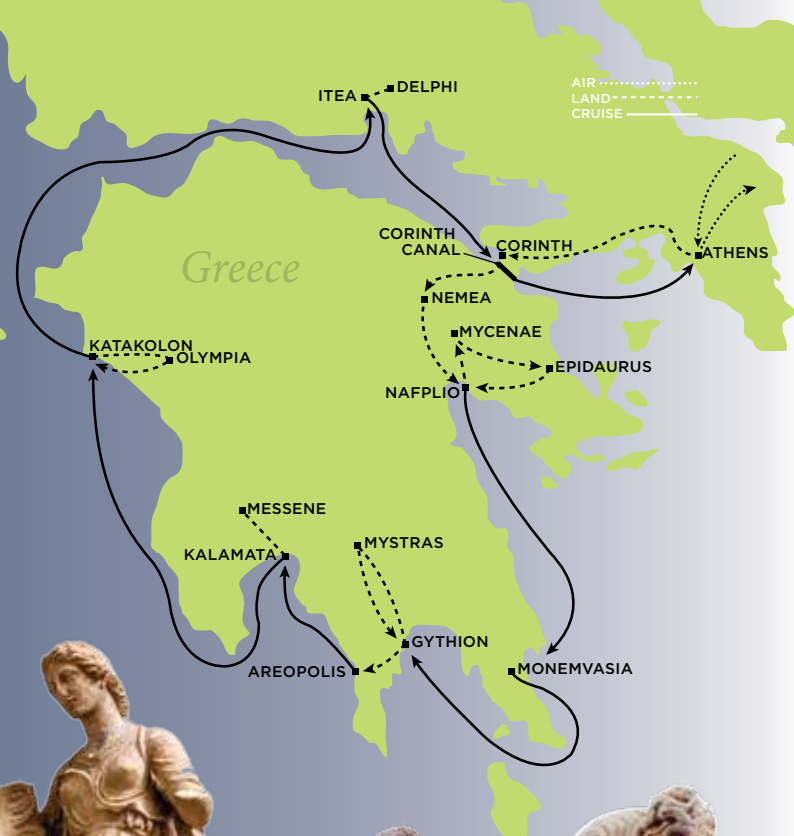 ITEA
DELPHI
AIR
LAND
CRUISE
CORINTH
CANAL
CORINTH
ATHENS
Greece
NEMEA
MYCENAE
KATAKOLON
OLYMPIA
EPIDAURUS
NAFPLIO
MESSENE
MYSTRAS
KALAMATA
GYTHION
AREOPOLIS
MONEMVASIA